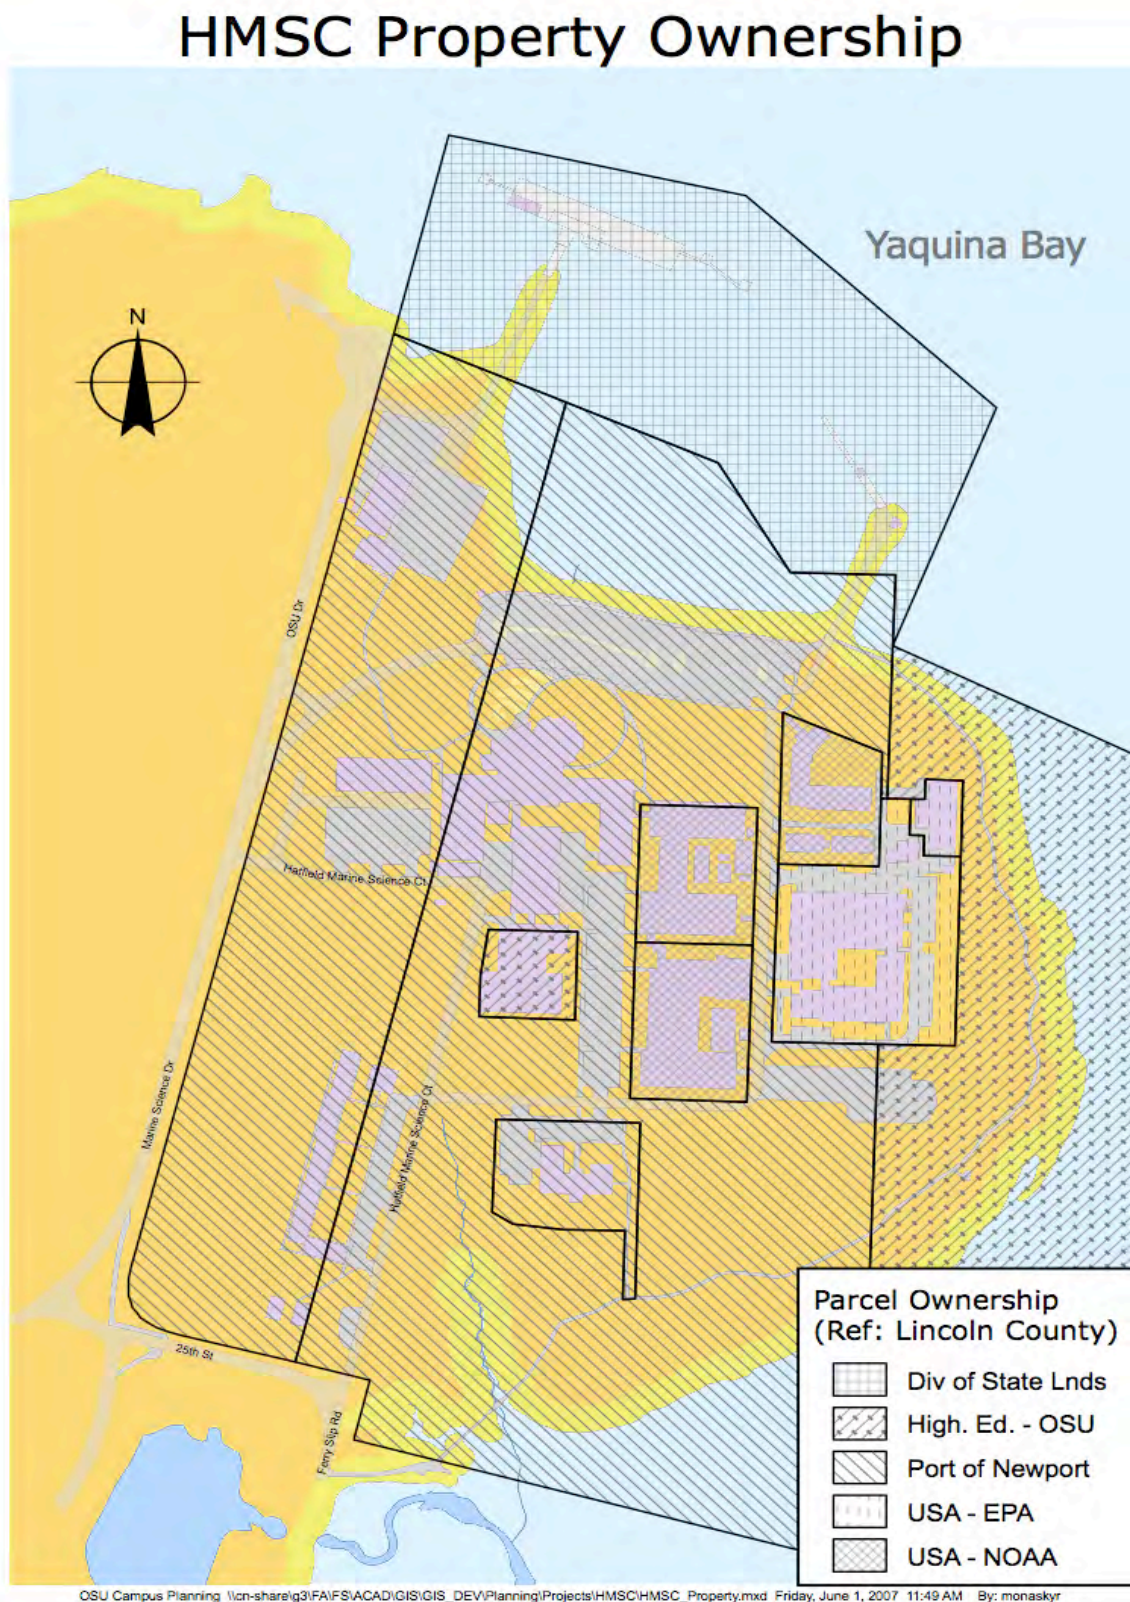 HMSC Property Ownership
Yaquina Bay
N
OSU Dr
Hatfield Marine Science Ct
Marine Science Dr
Hatfield Marine Science Ct
25th St
Ferry Slip Rd
Parcel Ownership
(Ref: Lincoln County)
Div of State Lnds
High. Ed. - OSU
Port of Newport
USA - EPA
USA - NOAA
OSU Campus Planning \\cn-share\g3\FA\FS\ACAD\GIS\GIS_DEV\Planning\Projects\HMSC\HMSC_Property.mxd Friday, June 1, 2007 11:49 AM By: monaskyr